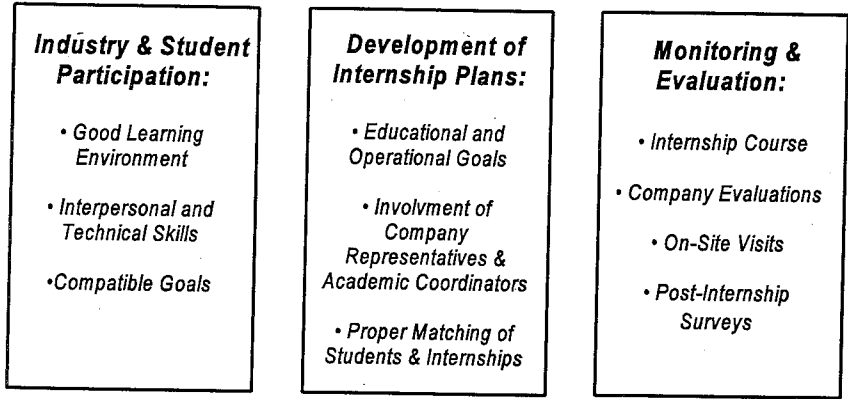 Industry & Student
Participation:
• Good Learning
Environment
• Interpersonal and
Technical Skills
•Compatible Goals
Development of
Internship Plans:
• Educational and
Operational Goals
• Involvment of
Company
Representatives &
Academic Coordinators
• Proper Matching of
Students & Internships
Monitoring &
Evaluation:
• Internship Course
• Company Evaluations
• On-Site Visits
• Post-Internship
Surveys